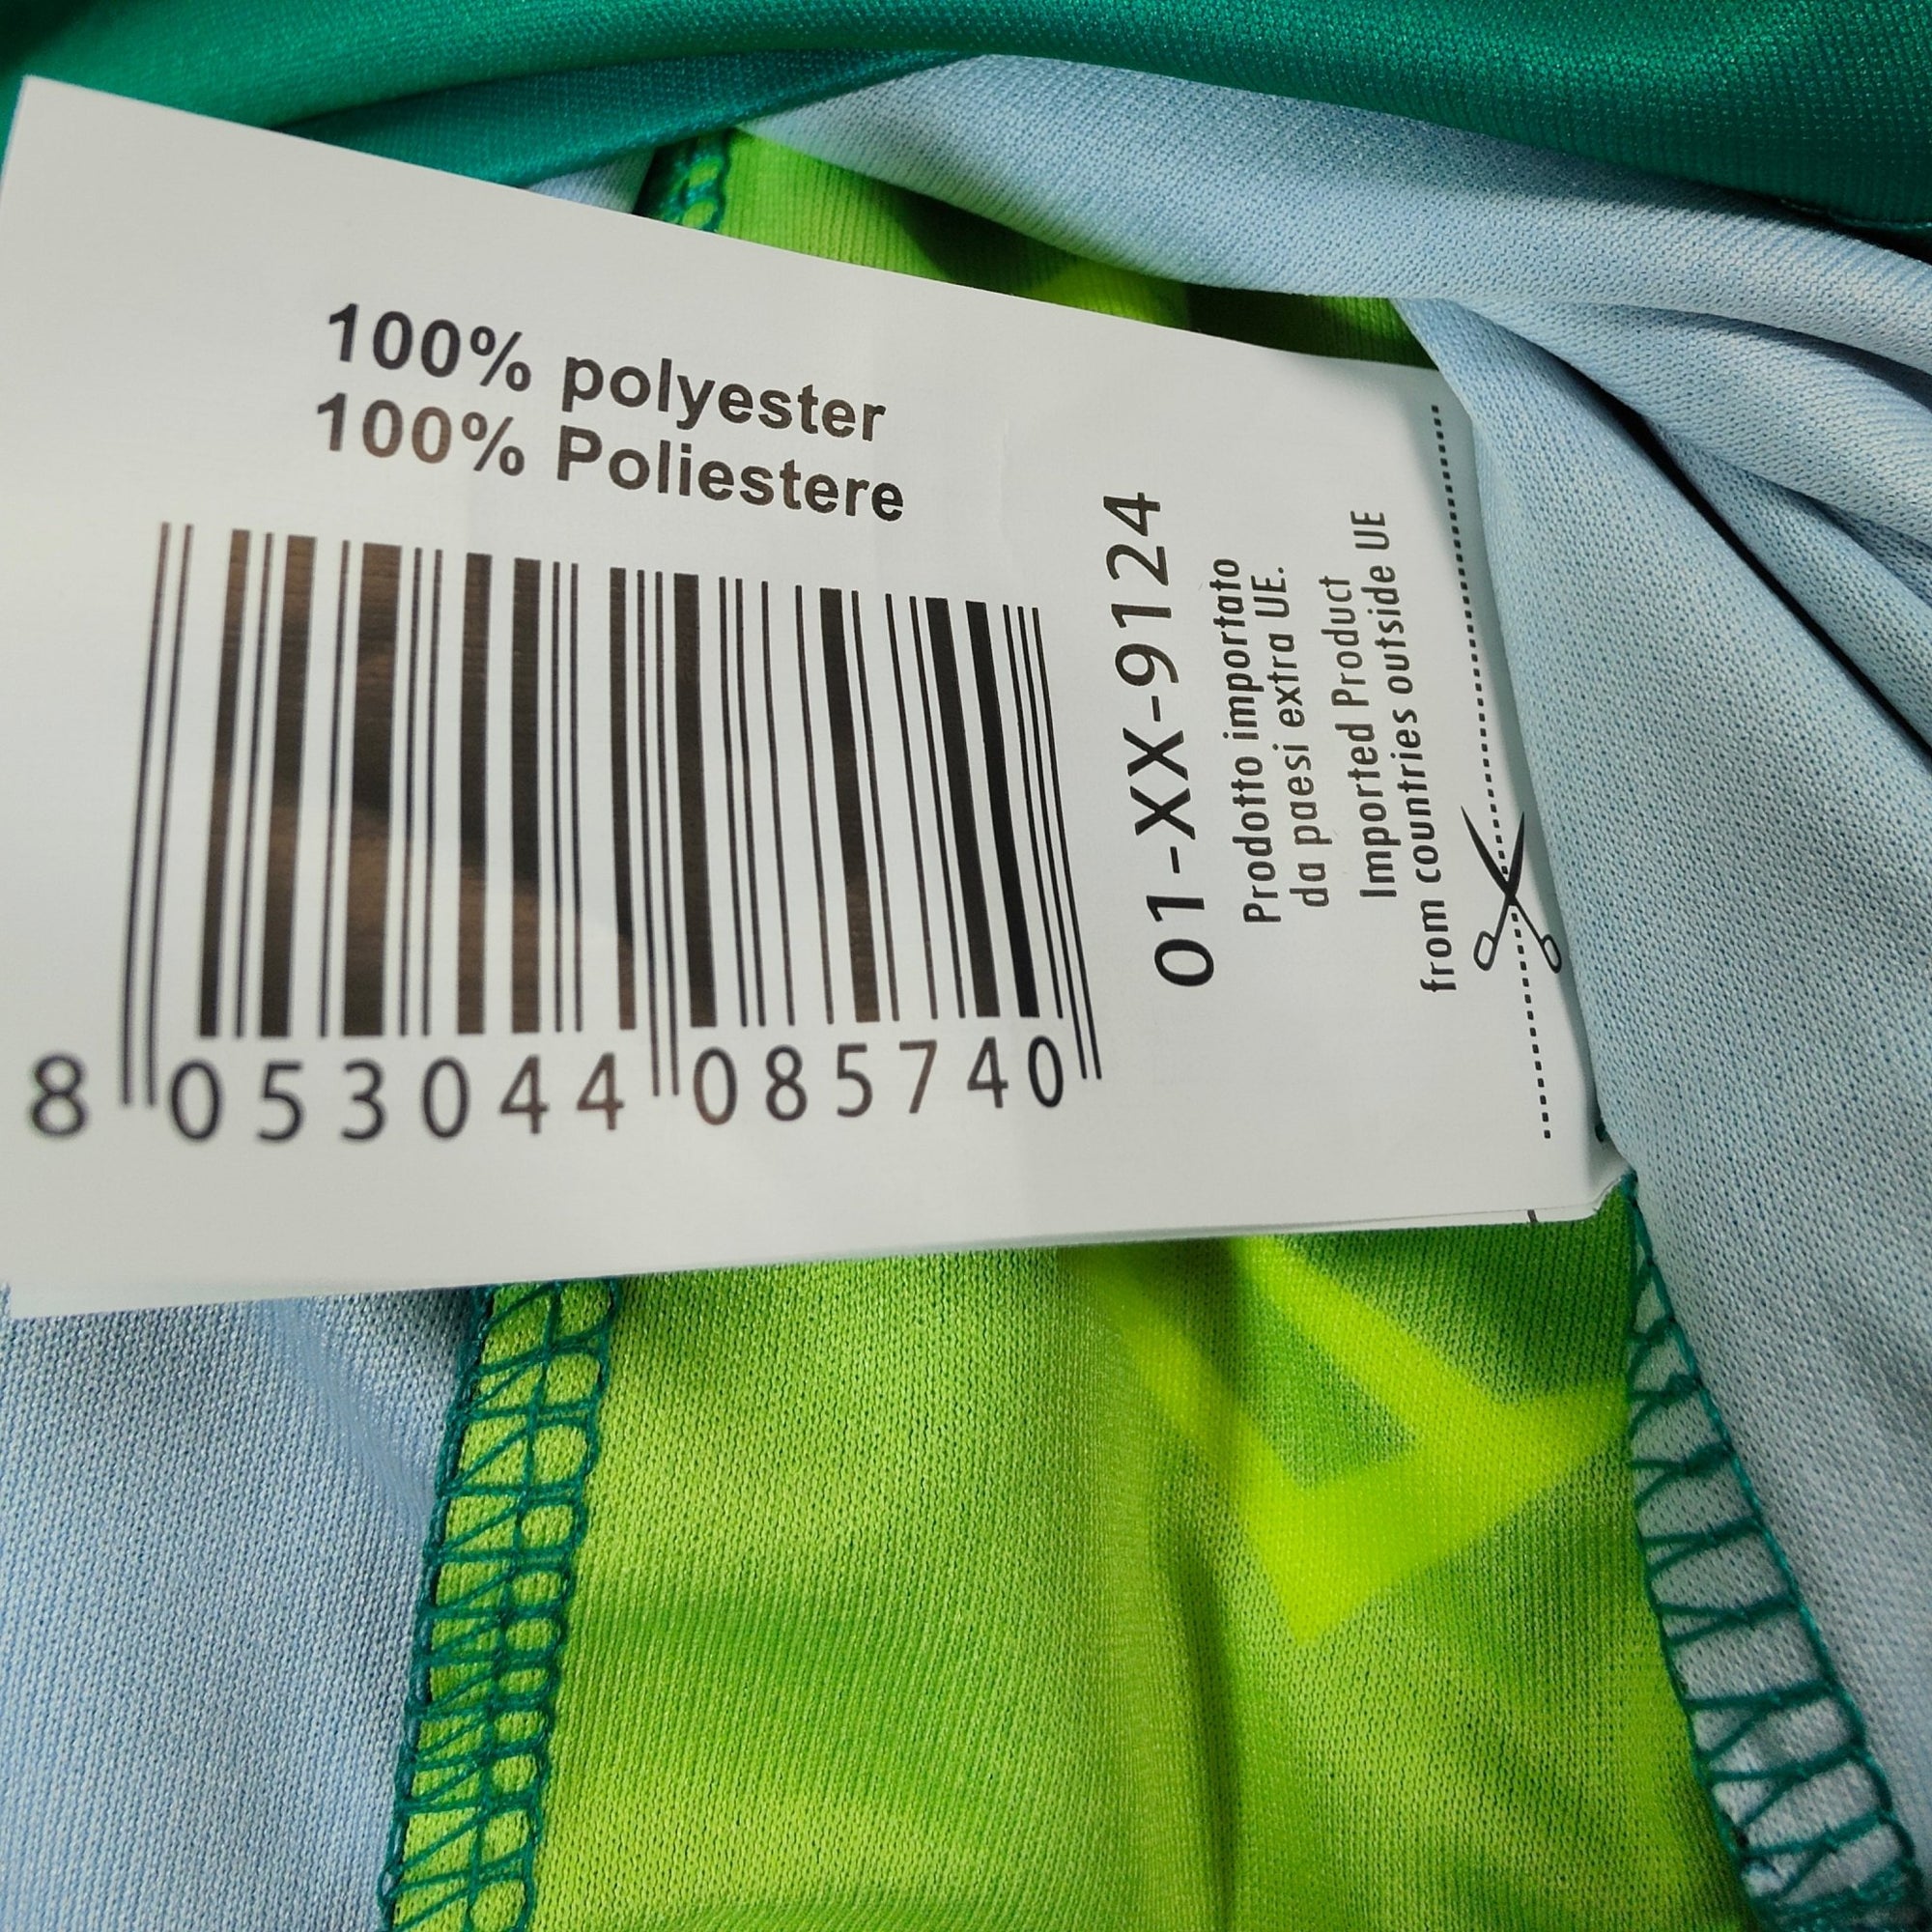 100% polyester
100% Poliestere
8 053044 085740
01-XX-9124
Prodotto importato
da paesi extra UE.
Imported Product
from countries outside UE